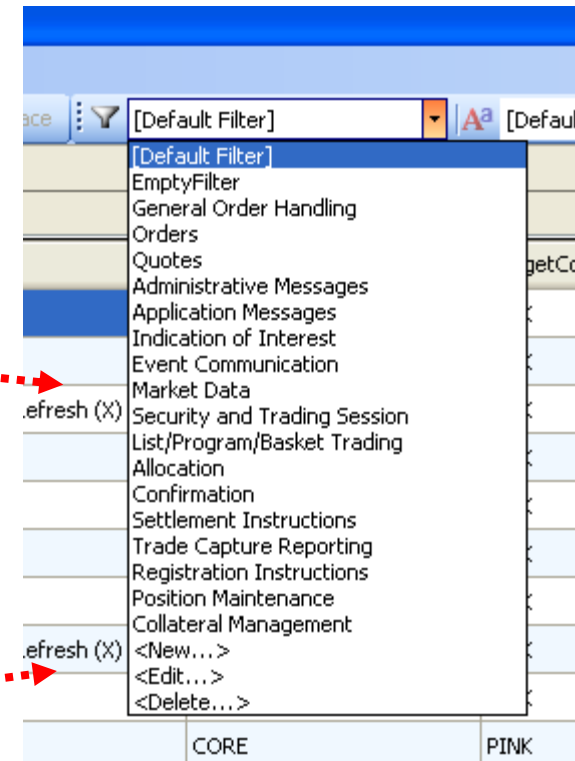 ace [Default Filter] Aa [Defaul
[Default Filter]
EmptyFilter
General Order Handling
Orders
Quotes
getCo
Administrative Messages
Application Messages
Indication of Interest
Event Communication
Market Data
efresh (X)
Security and Trading Session
List/Program/Basket Trading
Allocation
Confirmation
Settlement Instructions
Trade Capture Reporting
Registration Instructions
Position Maintenance
Collateral Management
efresh (X)
<New...>
<Edit...>
<Delete...>
CORE PINK